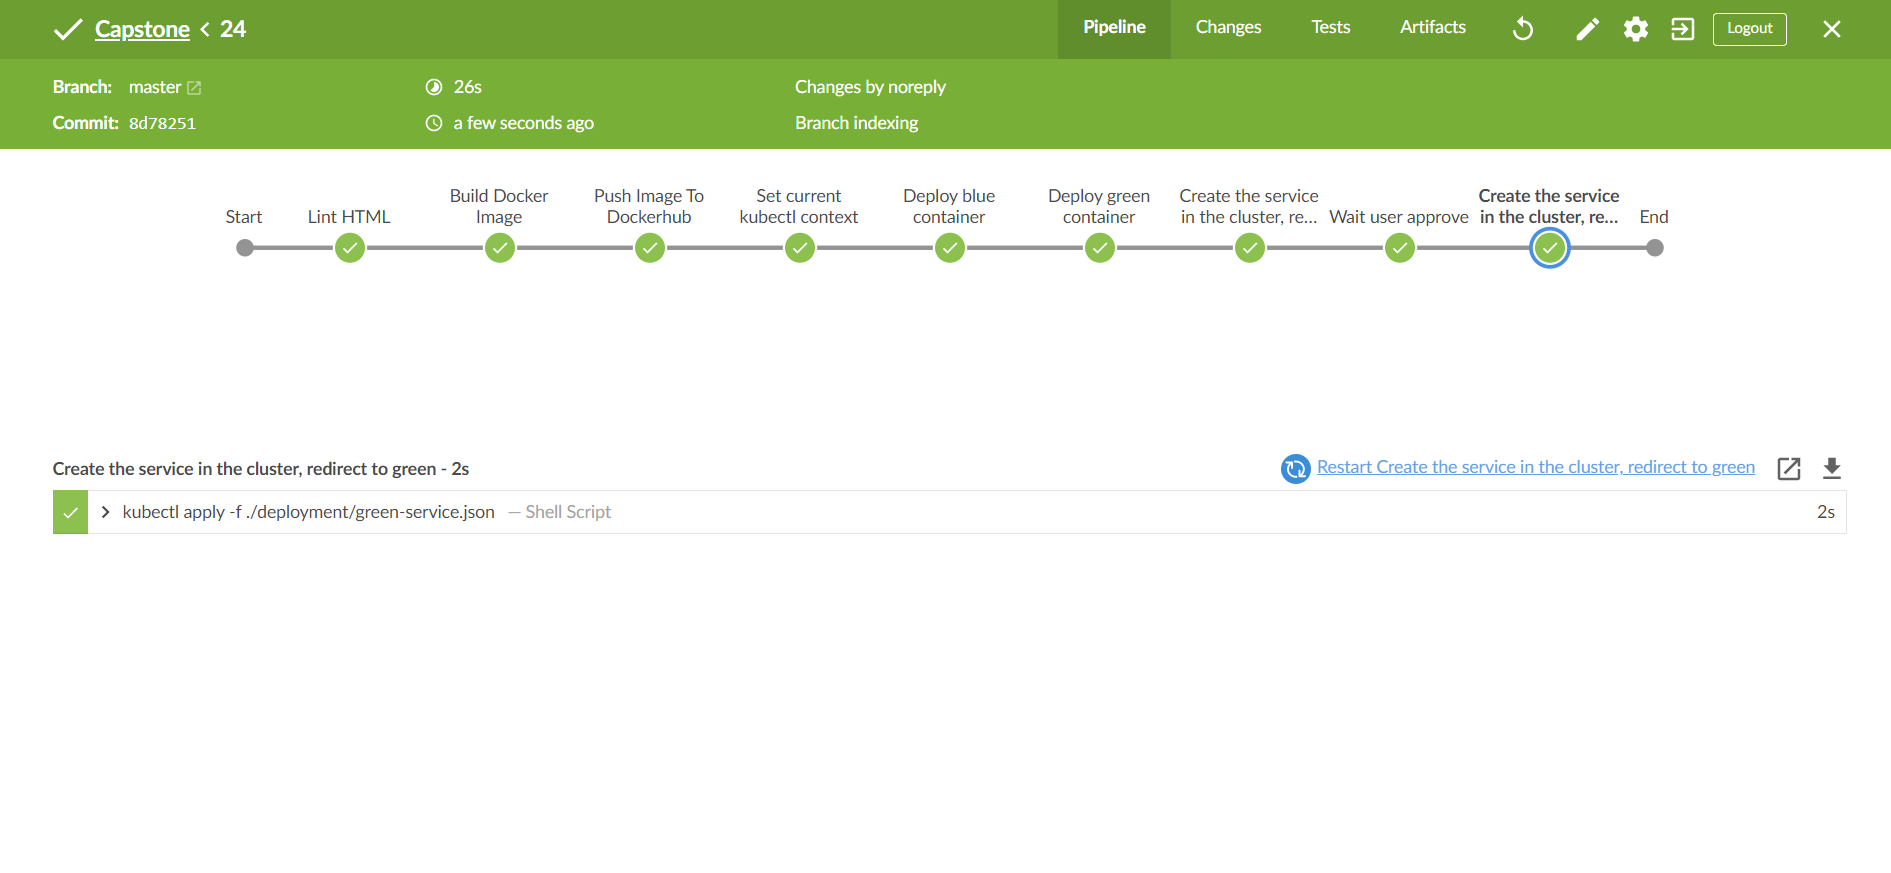 Capstone < 24
Pipeline
Changes
Tests
Artifacts
Logout
Branch: master
26s
Changes by noreply
Commit: 8d78251
a few seconds ago
Branch indexing
Start
Lint HTML
Build Docker
Image
Push Image To
Dockerhub
Set current
kubectl context
Deploy blue
container
Deploy green
container
Create the service
in the cluster, re...
Wait user approve
Create the service
in the cluster, re...
End
Create the service in the cluster, redirect to green - 2s
Restart Create the service in the cluster, redirect to green
kubectl apply -f ./deployment/green-service.json — Shell Script
2s